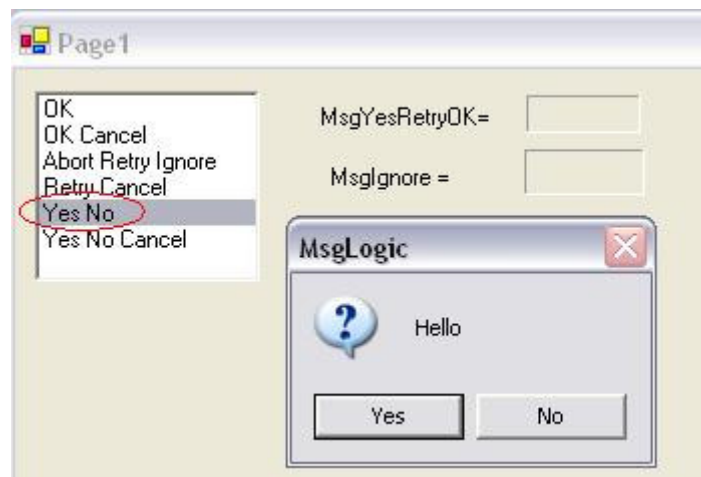 Page1
OK
OK Cancel
Abort Retry Ignore
Retry Cancel
Yes No
Yes No Cancel
MsgYesRetryOK=
MsgIgnore =
MsgLogic
Hello
Yes
No